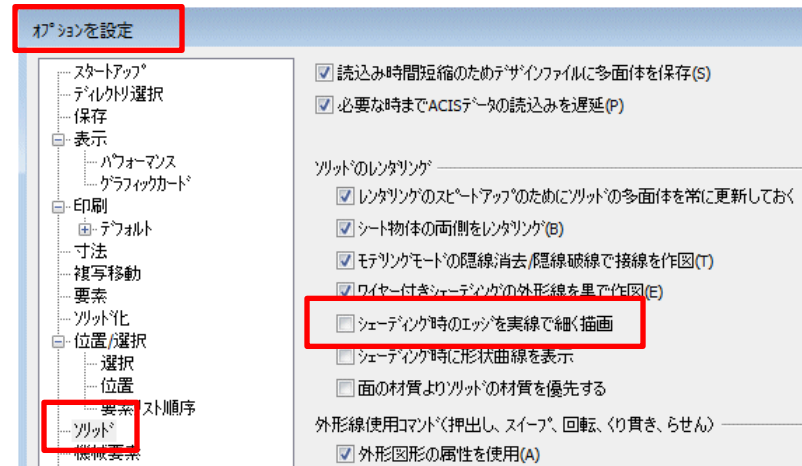 オプションを設定
スタートアップ
ディレクトリ選択
保存
表示
パフォーマンス
グラフィックカード
印刷
デフォルト
寸法
複写移動
要素
ソリッド化
位置/選択
選択
位置
要素リスト順序
ソリッド
機械要素
読込み時間短縮のためデザインファイルに多面体を保存(S)
必要な時までACISデータの読込みを遅延(P)
ソリッドのレンダリング
レンダリングのスピードアップのためにソリッドの多面体を常に更新しておく
シート物体の両側をレンダリング(B)
モデリングモードの隠線消去/隠線破線で接線を作図(T)
ワイヤー付きシェーディングの外形線を黒で作図(E)
シェーディング時のエッジを実線で細く描画
シェーディング時に形状曲線を表示
面の材質よりソリッドの材質を優先する
外形線使用コマンド(押出し、スイープ、回転、くり貫き、らせん)
外形図形の属性を使用(A)